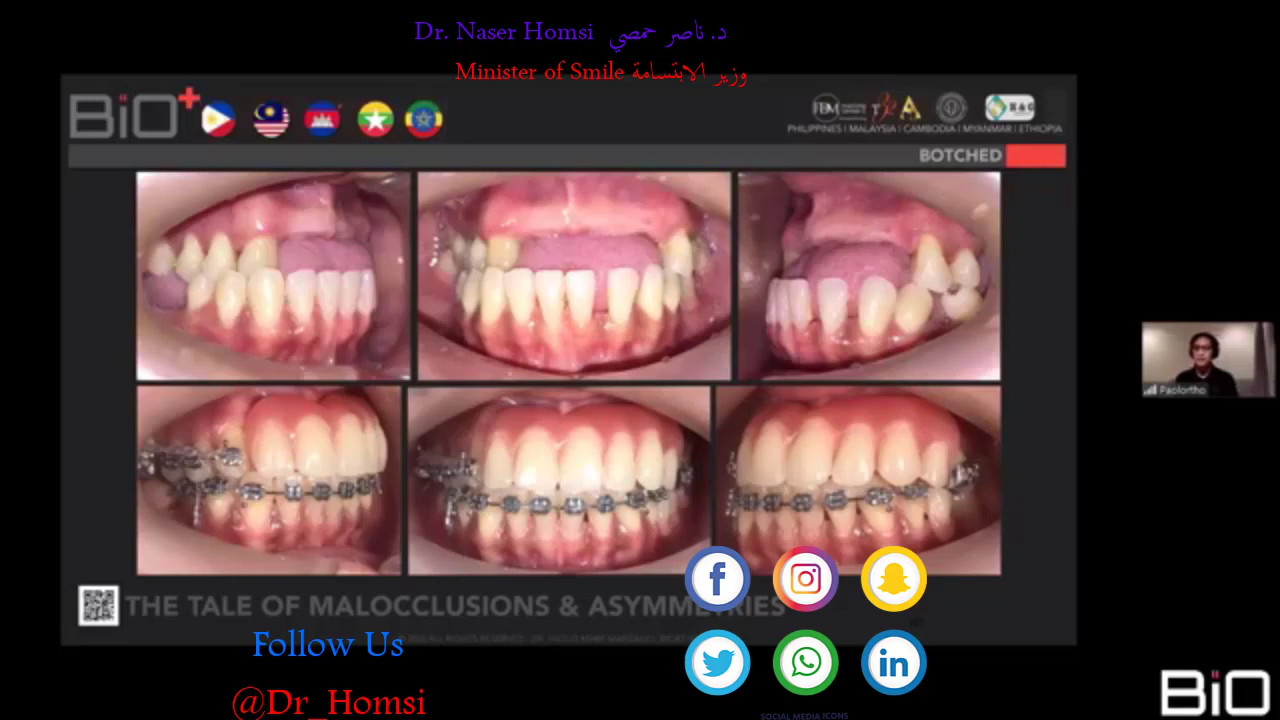 Dr. Naser Homsi د. ناصر حمصي
Minister of Smile وزير الابتسامة
BiO+
PHILIPPINES | MALAYSIA | CAMBODIA | MYANMAR | ETHIOPIA
BOTCHED
Paolortho
THE TALE OF MALOCCLUSIONS & ASYMMETRIES
Follow Us
@Dr_Homsi
BiO
SOCIAL MEDIA ICONS